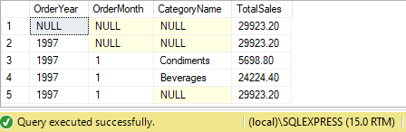 OrderYear OrderMonth CategoryName TotalSales
1 NULL NULL NULL 29923.20
2 1997 NULL NULL 29923.20
3 1997 1 Condiments 5698.80
4 1997 1 Beverages 24224.40
5 1997 1 NULL 29923.20
Query executed successfully. (local)\SQLEXPRESS (15.0 RTM)